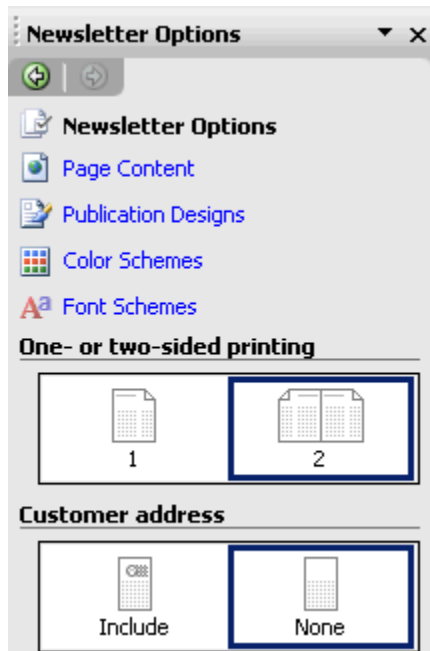 Newsletter Options
Newsletter Options
Page Content
Publication Designs
Color Schemes
Font Schemes
One- or two-sided printing
1 2
Customer address
Include None